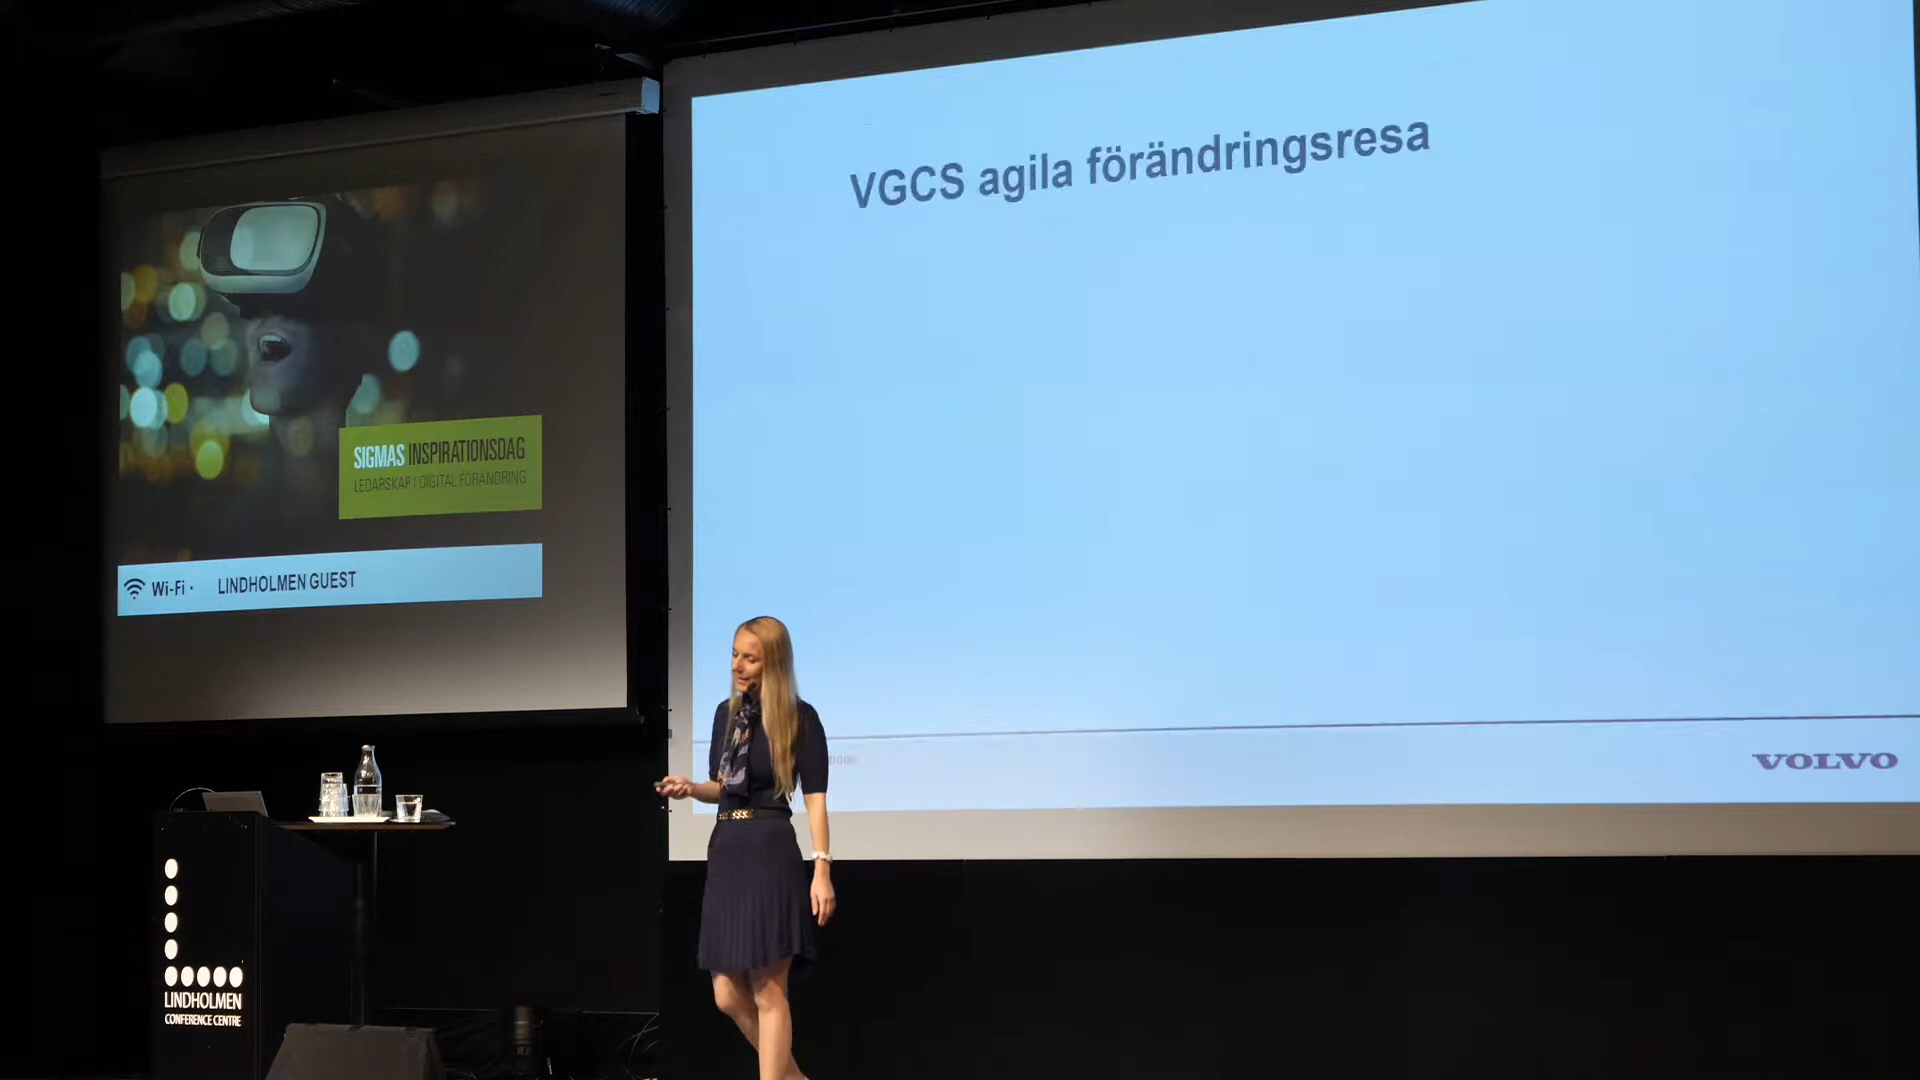 VGCS agila förändringsresa
SIGMAS INSPIRATIONSDAG
LEDARSKAP I DIGITAL FÖRÄNDRING
Wi-Fi · LINDHOLMEN GUEST
VOLVO
LINDHOLMEN
CONFERENCE CENTRE